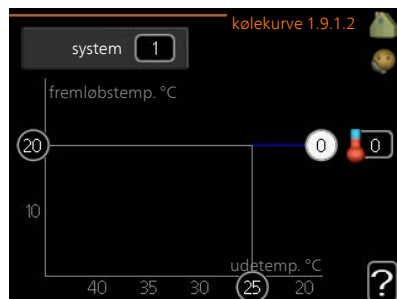 kølekurve 1.9.1.2
system 1
fremløbstemp. °C
20 0 0
10
udetemp. °C
40 35 30 25 20
?